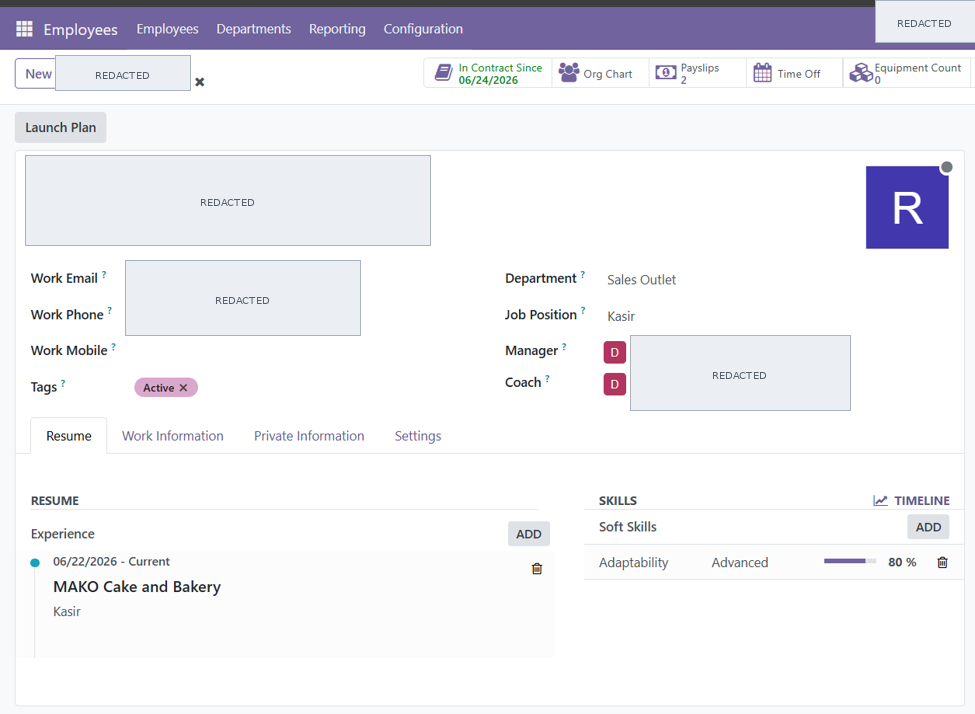 Employees Employees Departments Reporting Configuration REDACTED
New REDACTED In Contract Since 06/24/2026 Org Chart Payslips 2 Time Off Equipment Count 0
Launch Plan
REDACTED R
Work Email ? REDACTED Department ? Sales Outlet
Work Phone ? Job Position ? Kasir
Work Mobile ? Manager ? D REDACTED
Tags ? Active Coach ? D
Resume Work Information Private Information Settings
RESUME SKILLS TIMELINE
Experience ADD Soft Skills ADD
06/22/2026 - Current Adaptability Advanced 80 %
MAKO Cake and Bakery
Kasir